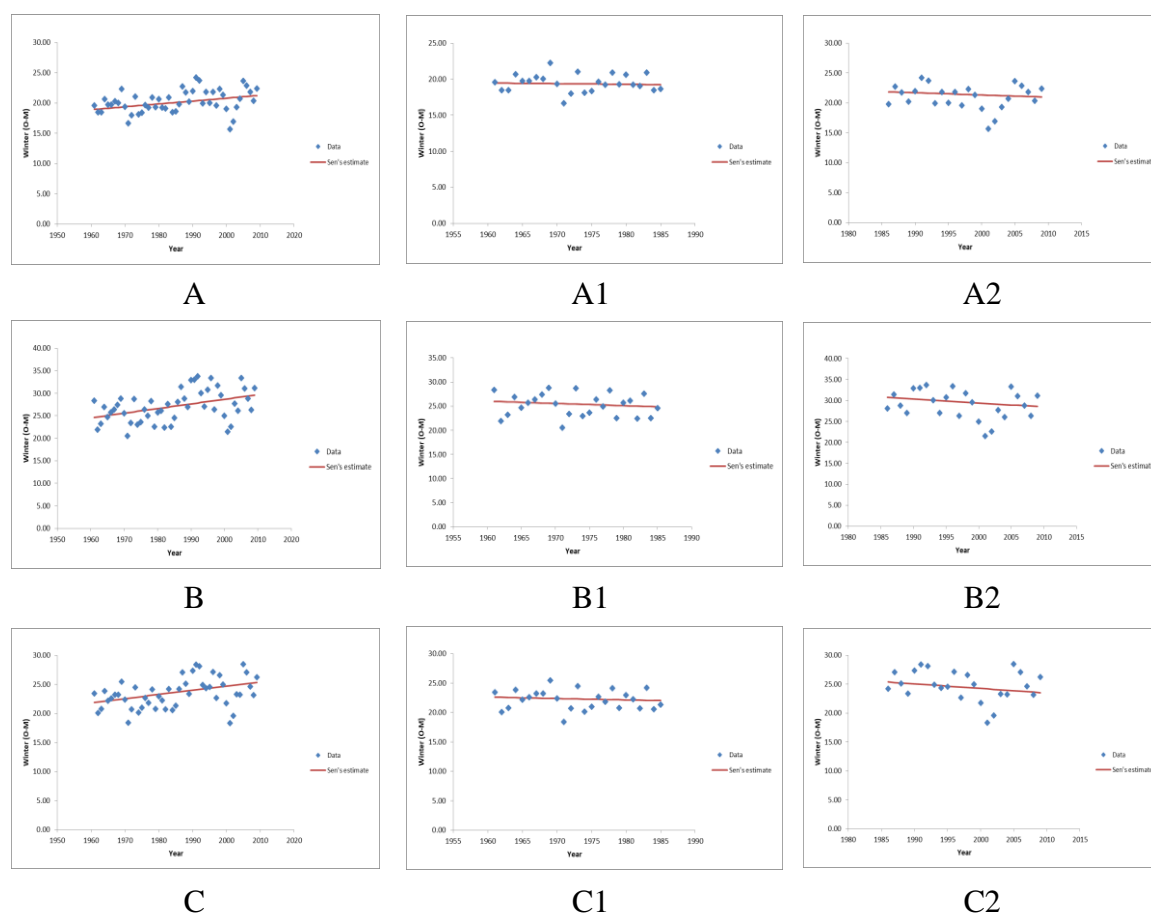 30.00
25.00
20.00
15.00
10.00
5.00
0.00
Winter (O-M)
1950 1960 1970 1980 1990 2000 2010 2020
Year
Data
Sen's estimate
A
25.00
20.00
15.00
10.00
5.00
0.00
Winter (O-M)
1955 1960 1965 1970 1975 1980 1985 1990
Year
Data
Sen's estimate
A1
30.00
25.00
20.00
15.00
10.00
5.00
0.00
Winter (O-M)
1980 1985 1990 1995 2000 2005 2010 2015
Year
Data
Sen's estimate
A2
40.00
35.00
30.00
25.00
20.00
15.00
10.00
5.00
0.00
Winter (O-M)
1950 1960 1970 1980 1990 2000 2010 2020
Year
Data
Sen's estimate
B
35.00
30.00
25.00
20.00
15.00
10.00
5.00
0.00
Winter (O-M)
1955 1960 1965 1970 1975 1980 1985 1990
Year
Data
Sen's estimate
B1
40.00
35.00
30.00
25.00
20.00
15.00
10.00
5.00
0.00
Winter (O-M)
1980 1985 1990 1995 2000 2005 2010 2015
Year
Data
Sen's estimate
B2
30.00
25.00
20.00
15.00
10.00
5.00
0.00
Winter (O-M)
1950 1960 1970 1980 1990 2000 2010 2020
Year
Data
Sen's estimate
C
30.00
25.00
20.00
15.00
10.00
5.00
0.00
Winter (O-M)
1955 1960 1965 1970 1975 1980 1985 1990
Year
Data
Sen's estimate
C1
30.00
25.00
20.00
15.00
10.00
5.00
0.00
Winter (O-M)
1980 1985 1990 1995 2000 2005 2010 2015
Year
Data
Sen's estimate
C2